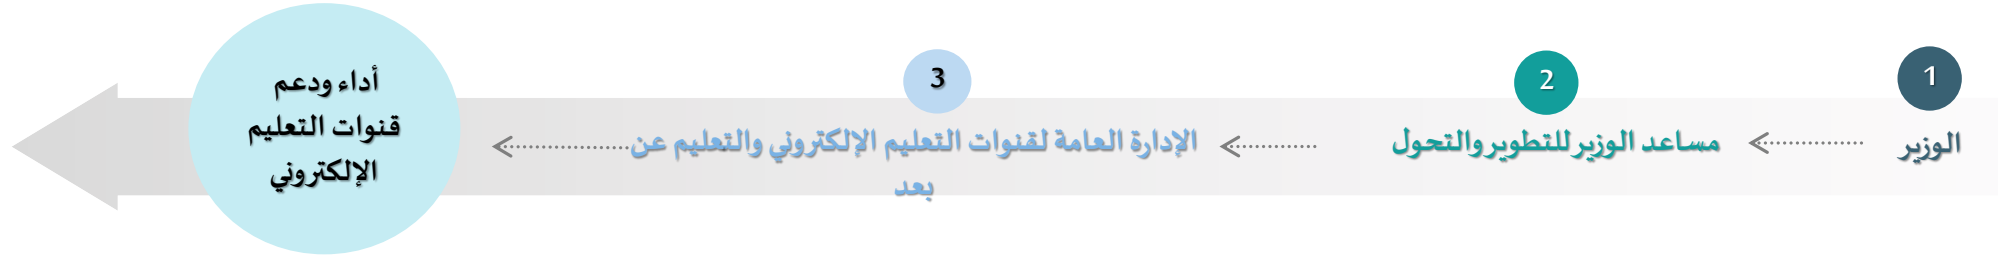 1
الوزير
2
مساعد الوزير للتطوير والتحول
3
الإدارة العامة لقنوات التعليم الإلكتروني والتعليم عن
بعد
أداء ودعم
قنوات التعليم
الإلكتروني